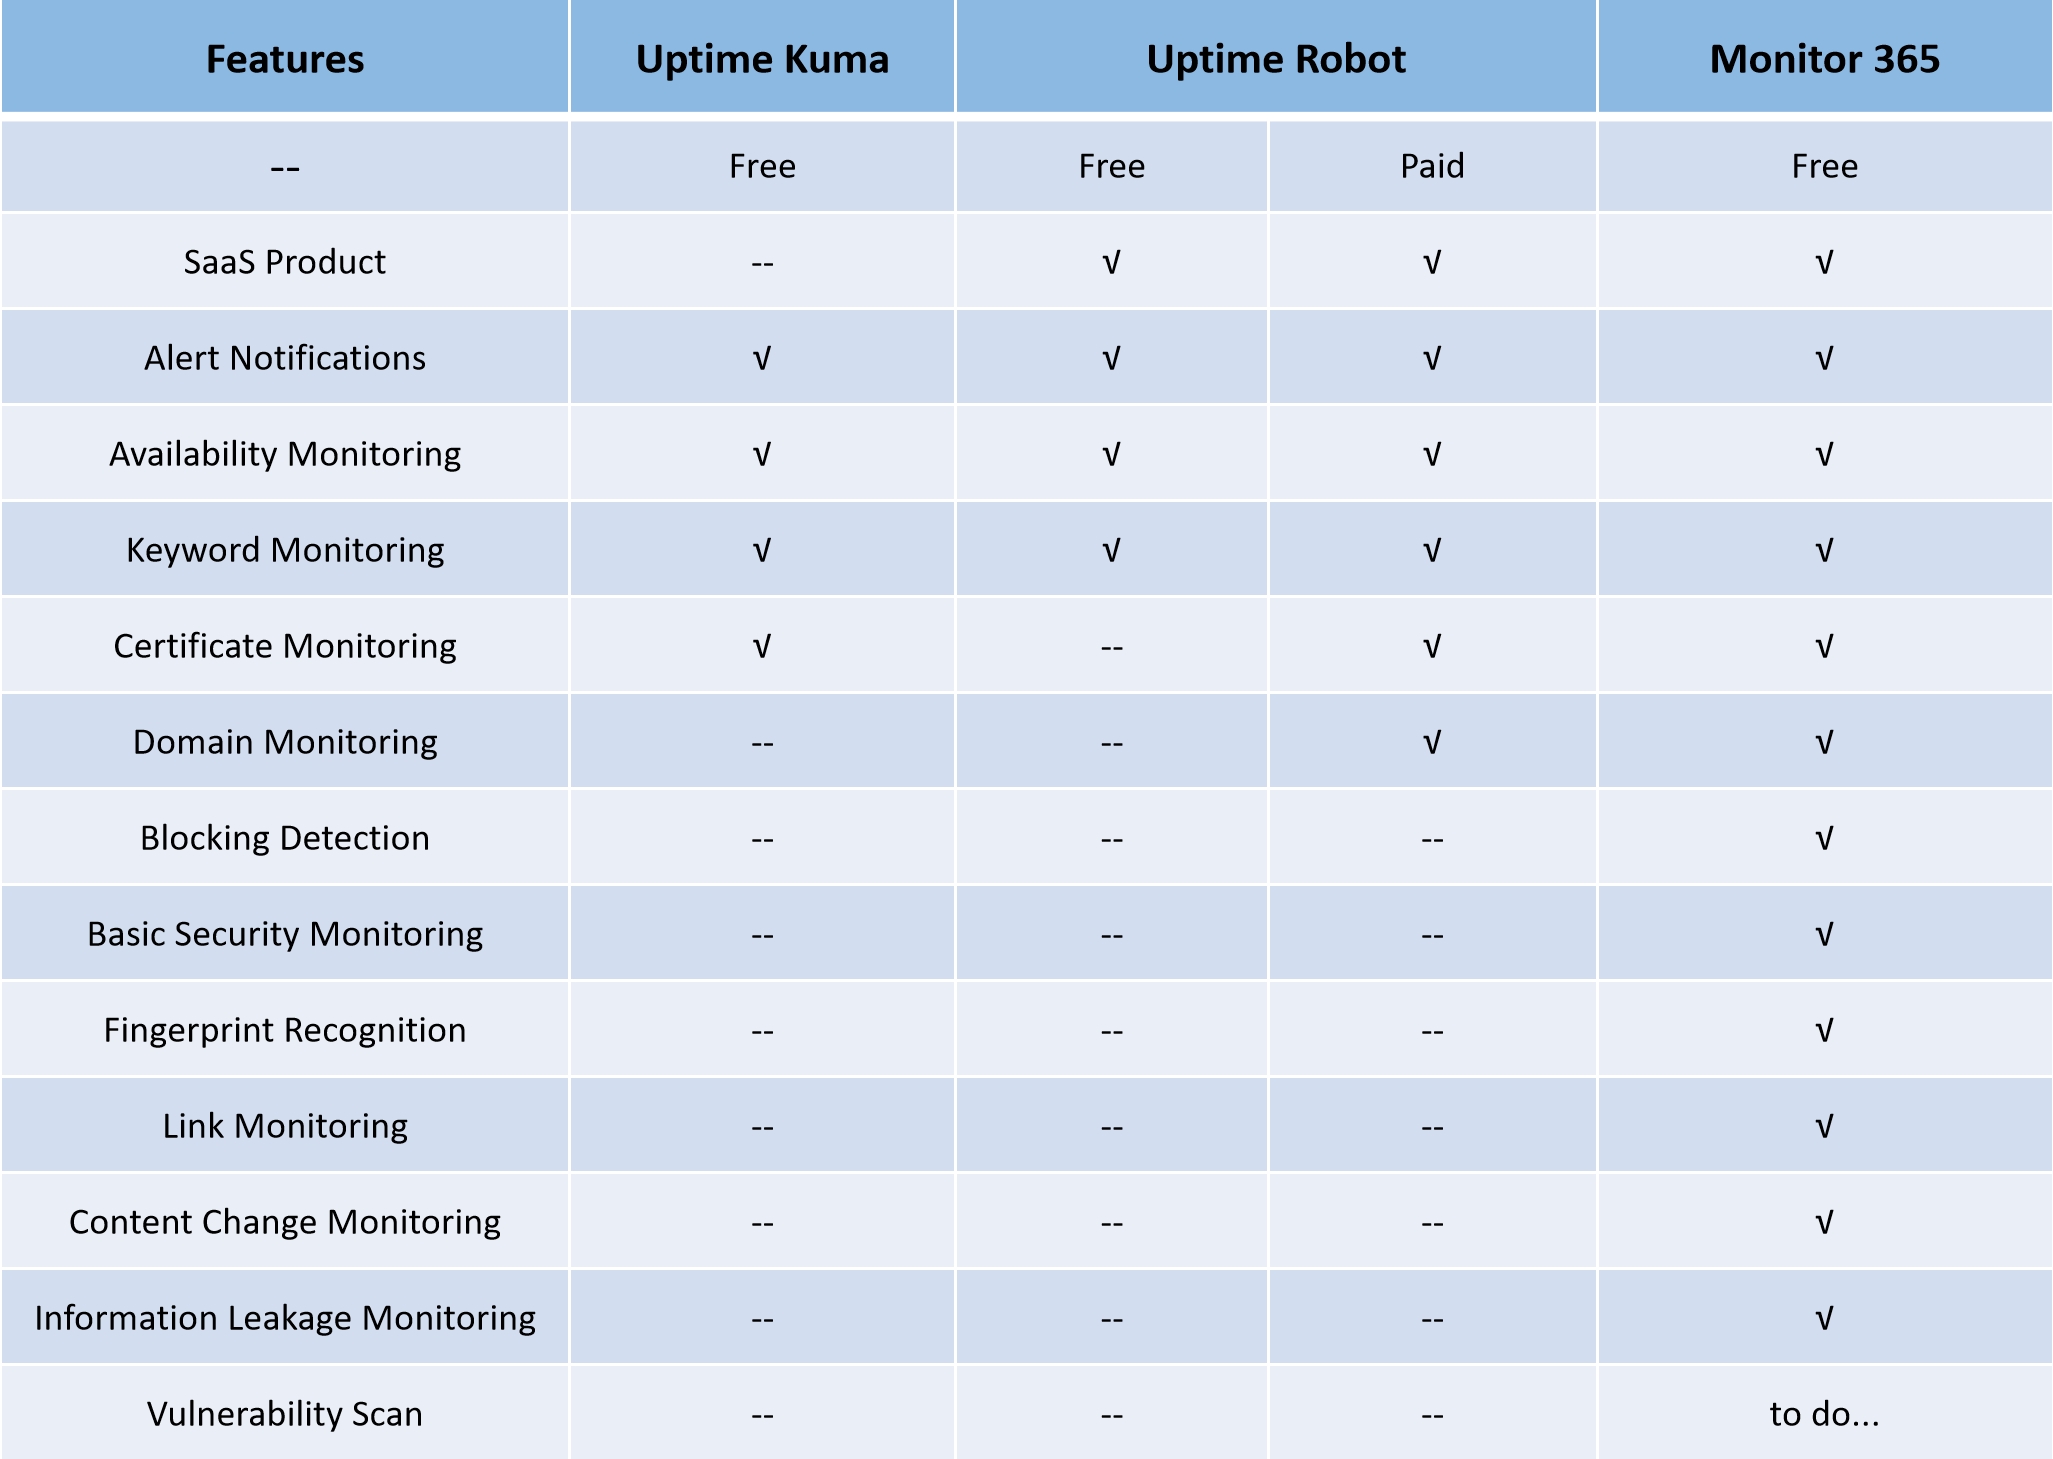 Features Uptime Kuma Uptime Robot Monitor 365
-- Free Free Paid Free
SaaS Product -- √ √ √
Alert Notifications √ √ √ √
Availability Monitoring √ √ √ √
Keyword Monitoring √ √ √ √
Certificate Monitoring √ -- √ √
Domain Monitoring -- -- √ √
Blocking Detection -- -- -- √
Basic Security Monitoring -- -- -- √
Fingerprint Recognition -- -- -- √
Link Monitoring -- -- -- √
Content Change Monitoring -- -- -- √
Information Leakage Monitoring -- -- -- √
Vulnerability Scan -- -- -- to do...